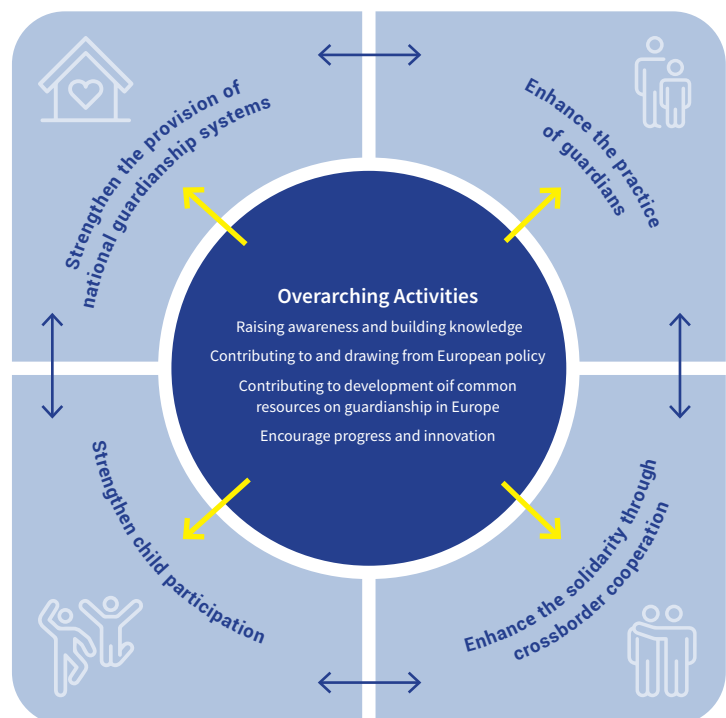 Strengthen the provision of
national guardianship systems
Enhance the practice
of guardians
Overarching Activities
Raising awareness and building knowledge
Contributing to and drawing from European policy
Contributing to development oif common
resources on guardianship in Europe
Encourage progress and innovation
Strengthen child participation
Enhance the solidarity through
crossborder cooperation